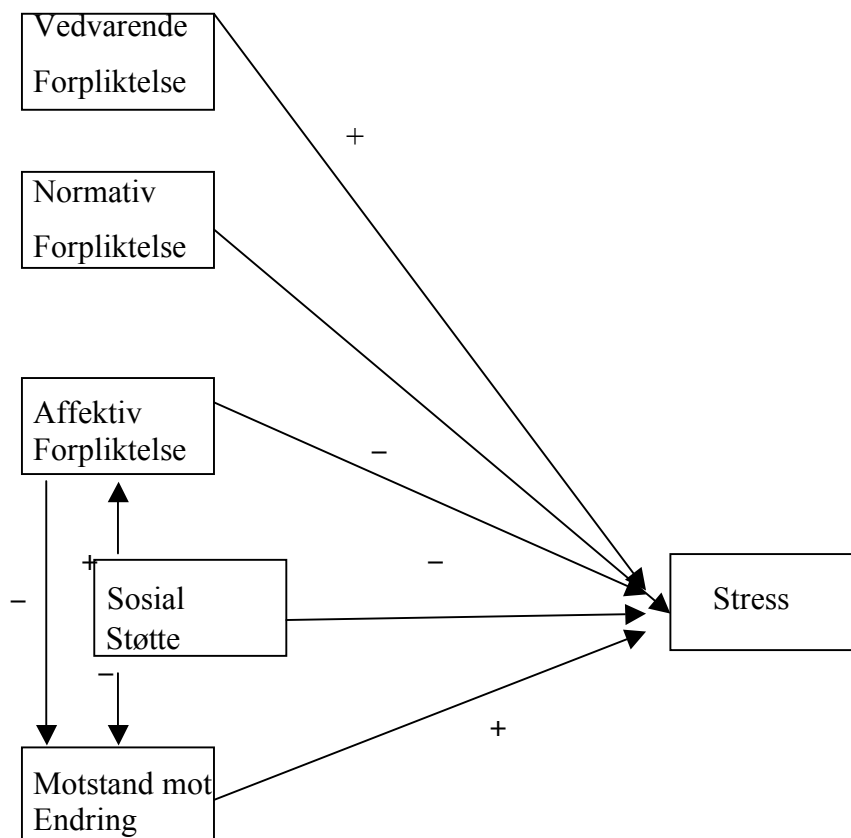 Vedvarende
Forpliktelse
+
Normativ
Forpliktelse
Affektiv
Forpliktelse
–
+
–
–
Sosial
Støtte
Stress
–
+
Motstand mot
Endring